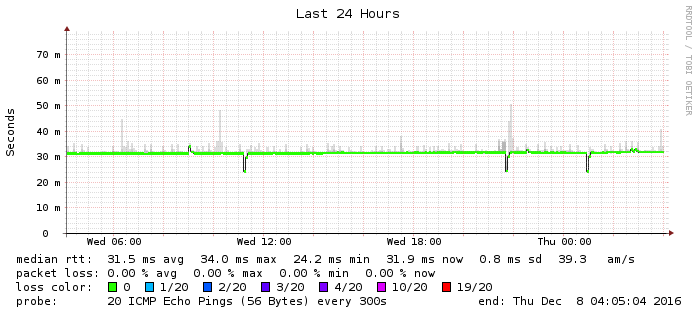 Last 24 Hours
RRDTOOL / TOBI OETIKER
Seconds
70 m
60 m
50 m
40 m
30 m
20 m
10 m
0
Wed 06:00 Wed 12:00 Wed 18:00 Thu 00:00
median rtt: 31.5 ms avg 34.0 ms max 24.2 ms min 31.9 ms now 0.8 ms sd 39.3 am/s
packet loss: 0.00 % avg 0.00 % max 0.00 % min 0.00 % now
loss color: 0 1/20 2/20 3/20 4/20 10/20 19/20
probe: 20 ICMP Echo Pings (56 Bytes) every 300s end: Thu Dec 8 04:05:04 2016